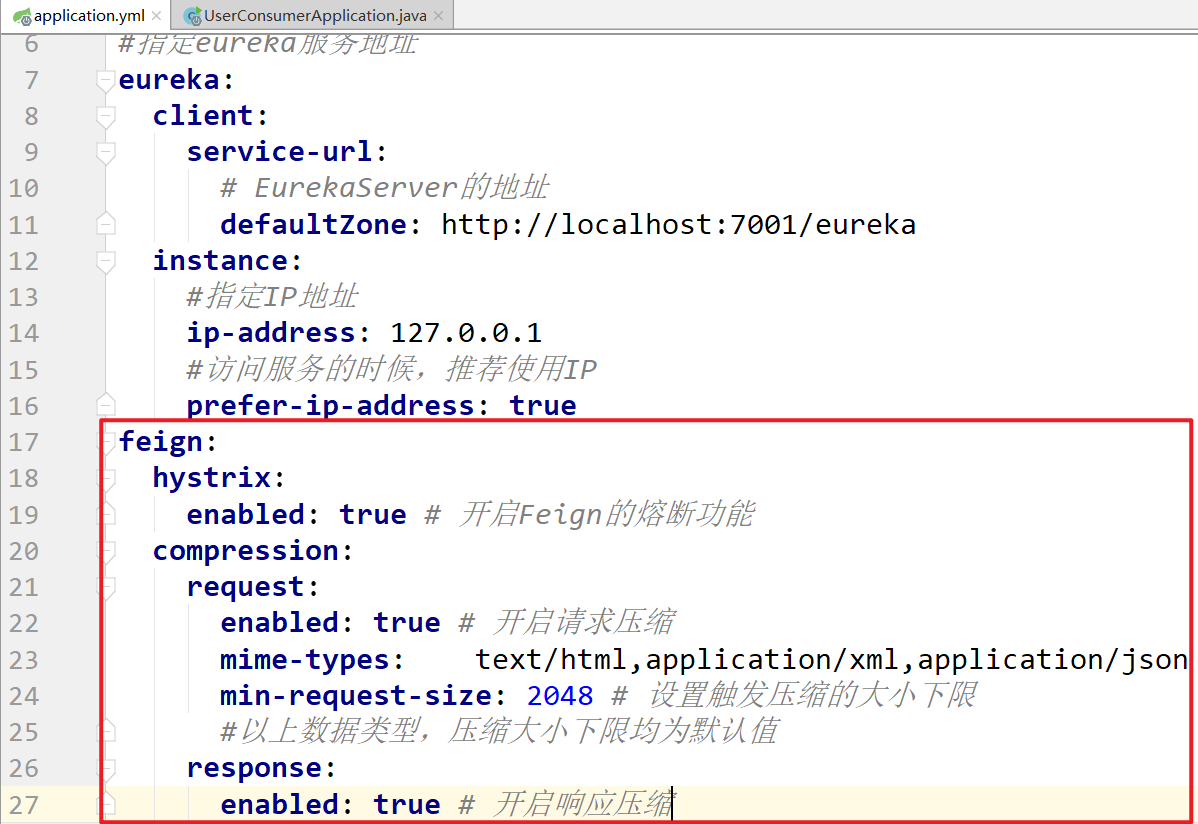 application.yml × UserConsumerApplication.java ×
6 #指定eureka服务地址
7 eureka:
8 client:
9 service-url:
10 # EurekaServer的地址
11 defaultZone: http://localhost:7001/eureka
12 instance:
13 #指定IP地址
14 ip-address: 127.0.0.1
15 #访问服务的时候，推荐使用IP
16 prefer-ip-address: true
17 feign:
18 hystrix:
19 enabled: true # 开启Feign的熔断功能
20 compression:
21 request:
22 enabled: true # 开启请求压缩
23 mime-types: text/html,application/xml,application/json
24 min-request-size: 2048 # 设置触发压缩的大小下限
25 #以上数据类型，压缩大小下限均为默认值
26 response:
27 enabled: true # 开启响应压缩